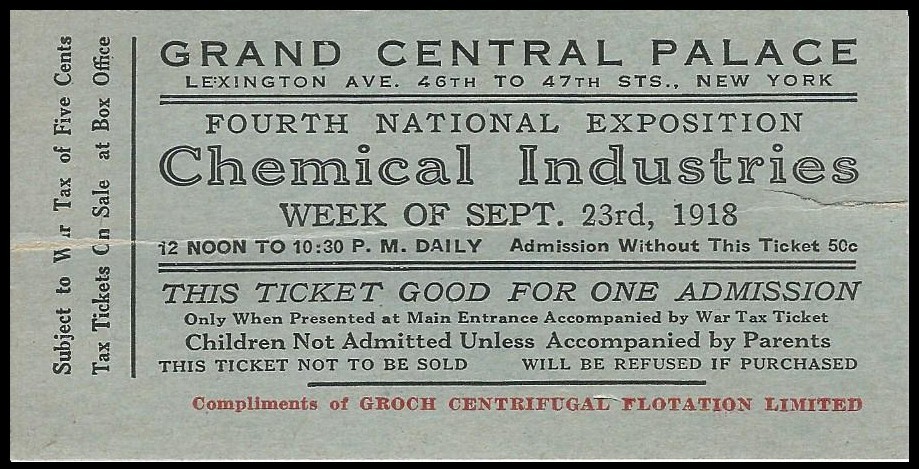 Subject to War Tax of Five Cents
Tax Tickets On Sale at Box Office
GRAND CENTRAL PALACE
LEXINGTON AVE. 46TH TO 47TH STS., NEW YORK
FOURTH NATIONAL EXPOSITION
Chemical Industries
WEEK OF SEPT. 23rd, 1918
12 NOON TO 10:30 P. M. DAILY Admission Without This Ticket 50c
THIS TICKET GOOD FOR ONE ADMISSION
Only When Presented at Main Entrance Accompanied by War Tax Ticket
Children Not Admitted Unless Accompanied by Parents
THIS TICKET NOT TO BE SOLD WILL BE REFUSED IF PURCHASED
Compliments of GROCH CENTRIFUGAL FLOTATION LIMITED